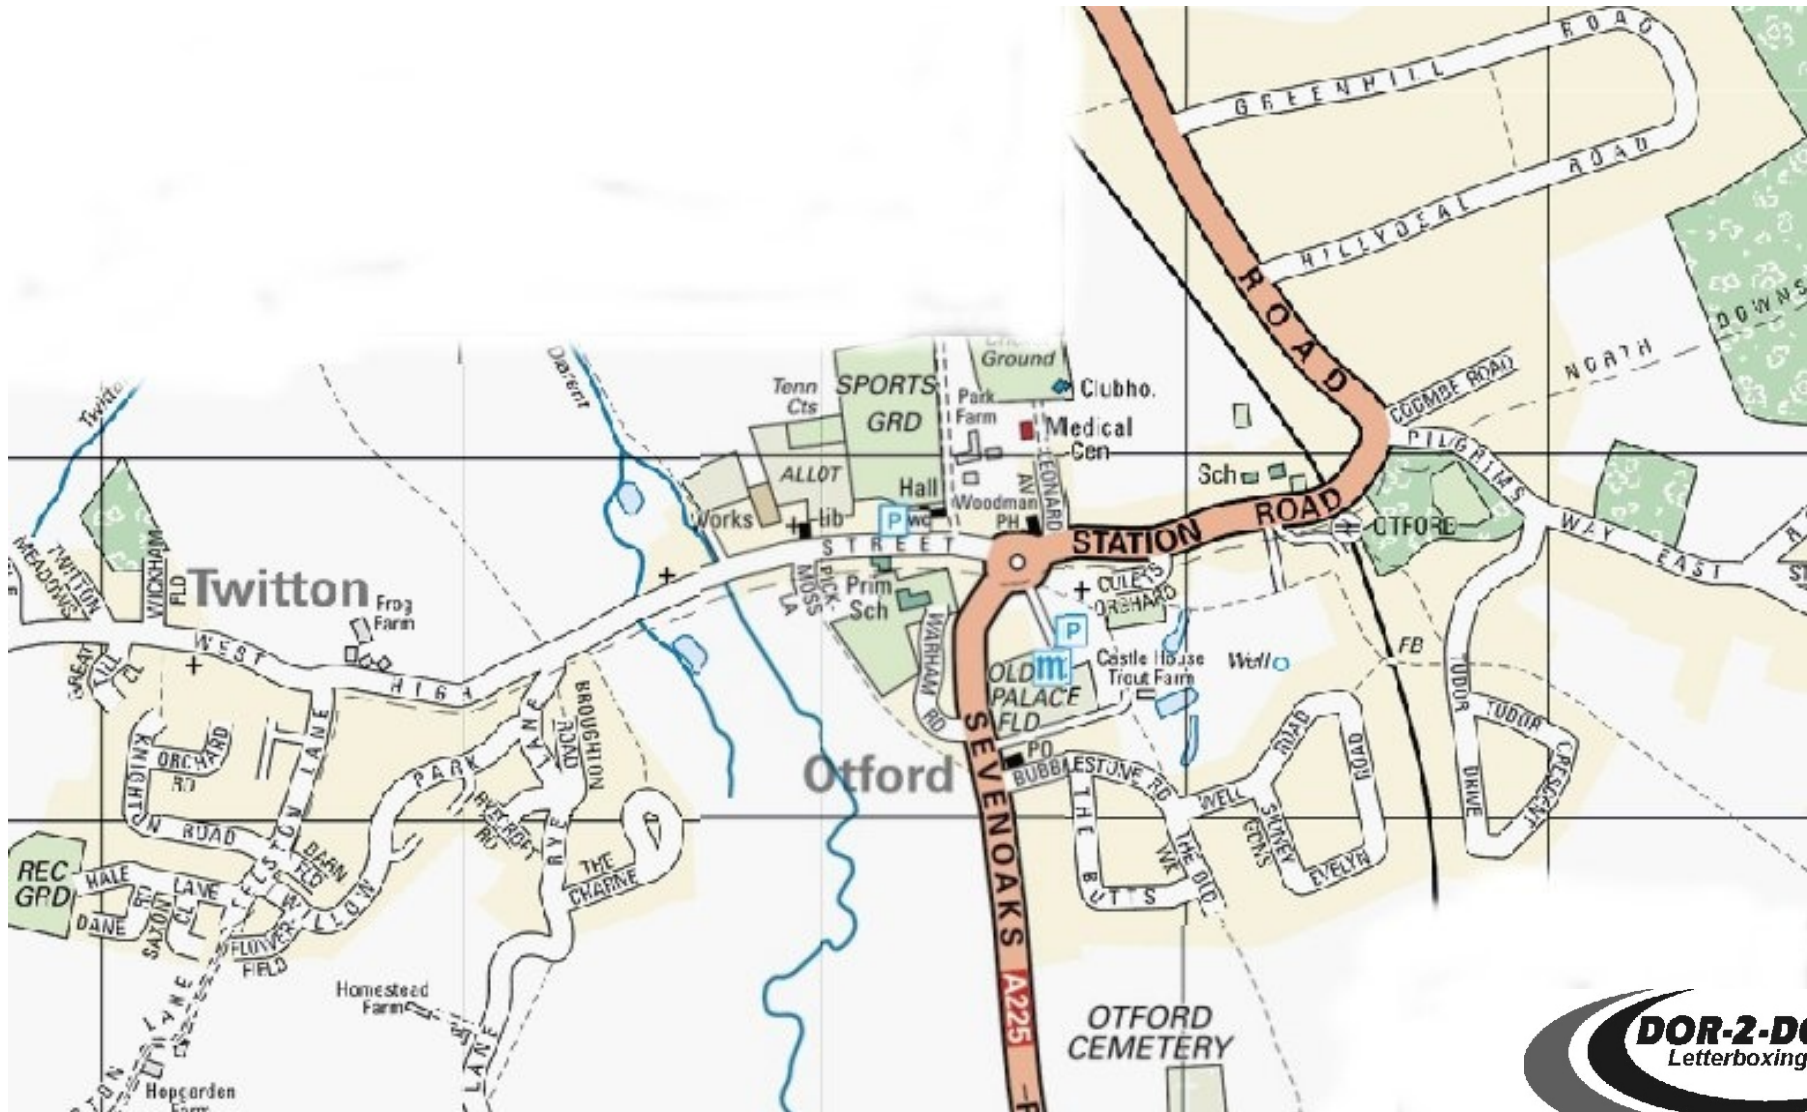 GREENHILL ROAD
HILLYDEAL ROAD
ROAD
DOWNS
NORTH
COOMBE ROAD
PILGRIMS WAY EAST
Darent
Tenn
Cts
SPORTS
GRD
Ground
Clubho.
Park
Farm
Medical
Cen
LEONARD
AV
ALLOT
Hall
Woodman
PH
Works
Lib
P
WC
Sch
STATION ROAD
OTFORD
HIGH STREET
PICK-
MOSS
LA
Prim
Sch
CULETS
ORCHARD
P
m
WARHAM RD
OLD
PALACE
FLD
Castle House
Trout Farm
Well
FB
TWITTON
MEADOWS
WICKHAM
FLD
Twitton
Frog
Farm
WEST
GREAT
TILL
CL
KNIGHTON ROAD
ORCHARD
RD
TILSTON LANE
PARK LANE
BROUGHTON
ROAD
RYECROFT
RD
RYE LANE
THE
CHARNE
BARN
FLD
WILLOW
REC
GRD
HALE LANE
DANE RD
SAXON
CL
FLOWER
FIELD
Otford
PO
BUBBLESTONE RD
THE BUTTS
WELL ROAD
SIDNEY
GDNS
EVELYN ROAD
THE OLD
WK
TUDOR DRIVE
TUDOR CRESCENT
SEVENOAKS
A225
Homestead
Farm
LANE
Hopgarden
Farm
OTFORD
CEMETERY
DOR-2-DO
Letterboxing